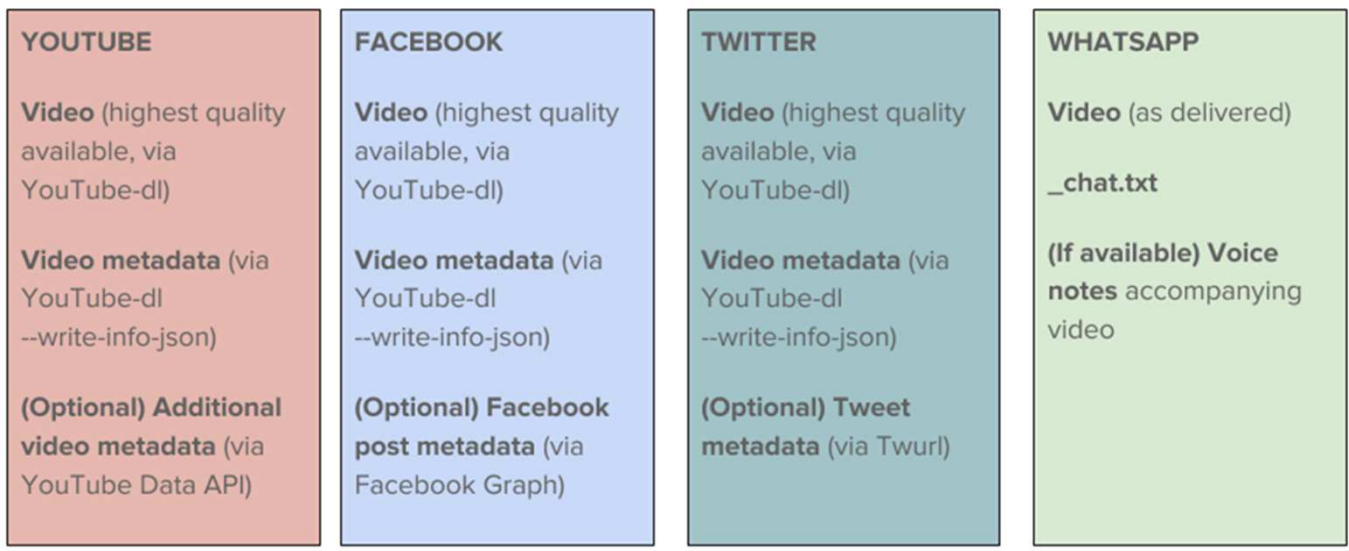 YOUTUBE
Video (highest quality
available, via
YouTube-dl)
Video metadata (via
YouTube-dl
--write-info-json)
(Optional) Additional
video metadata (via
YouTube Data API)
FACEBOOK
Video (highest quality
available, via
YouTube-dl)
Video metadata (via
YouTube-dl
--write-info-json)
(Optional) Facebook
post metadata (via
Facebook Graph)
TWITTER
Video (highest quality
available, via
YouTube-dl)
Video metadata (via
YouTube-dl
--write-info-json)
(Optional) Tweet
metadata (via Twurl)
WHATSAPP
Video (as delivered)
_chat.txt
(If available) Voice
notes accompanying
video